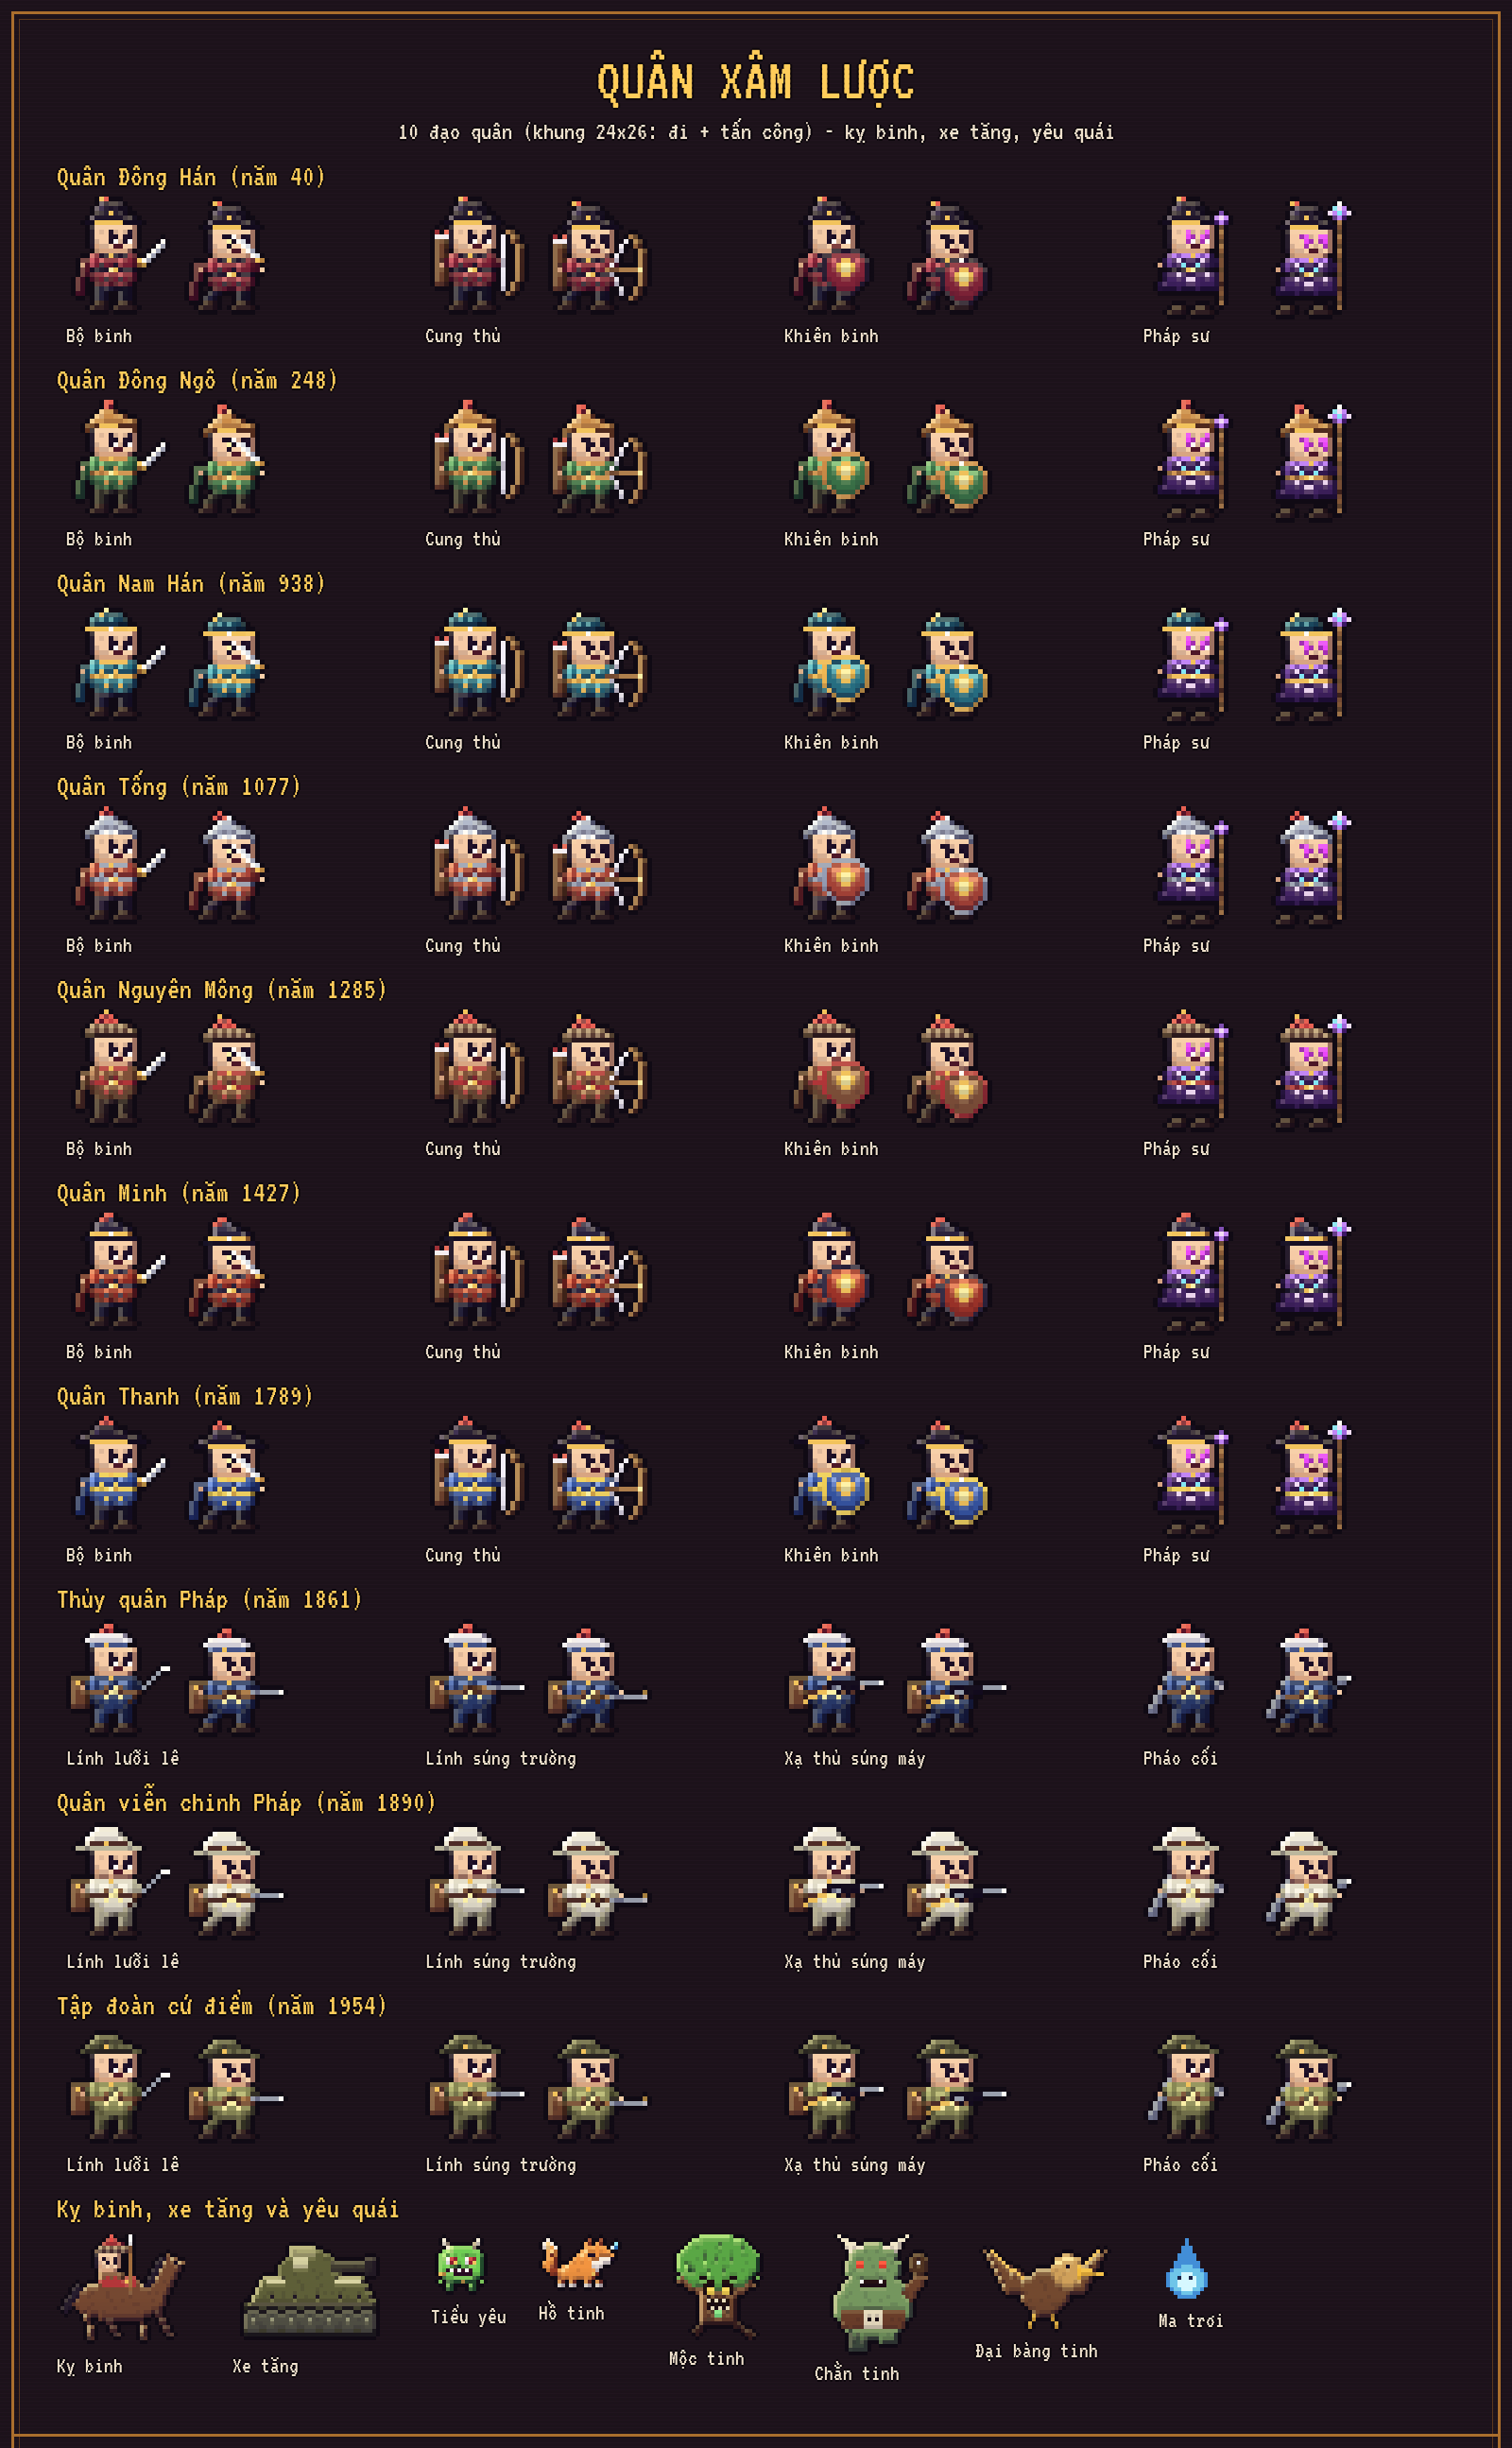 QUÂN XÂM LƯỢC
10 đạo quân (khung 24x26: đi + tấn công) - kỵ binh, xe tăng, yêu quái
Quân Đông Hán (năm 40)
Bộ binh Cung thủ Khiên binh Pháp sư
Quân Đông Ngô (năm 248)
Bộ binh Cung thủ Khiên binh Pháp sư
Quân Nam Hán (năm 938)
Bộ binh Cung thủ Khiên binh Pháp sư
Quân Tống (năm 1077)
Bộ binh Cung thủ Khiên binh Pháp sư
Quân Nguyên Mông (năm 1285)
Bộ binh Cung thủ Khiên binh Pháp sư
Quân Minh (năm 1427)
Bộ binh Cung thủ Khiên binh Pháp sư
Quân Thanh (năm 1789)
Bộ binh Cung thủ Khiên binh Pháp sư
Thủy quân Pháp (năm 1861)
Lính lưỡi lê Lính súng trường Xạ thủ súng máy Pháo cối
Quân viễn chinh Pháp (năm 1890)
Lính lưỡi lê Lính súng trường Xạ thủ súng máy Pháo cối
Tập đoàn cứ điểm (năm 1954)
Lính lưỡi lê Lính súng trường Xạ thủ súng máy Pháo cối
Kỵ binh, xe tăng và yêu quái
Kỵ binh Xe tăng Tiểu yêu Hồ tinh Mộc tinh Chằn tinh Đại bàng tinh Ma trơi